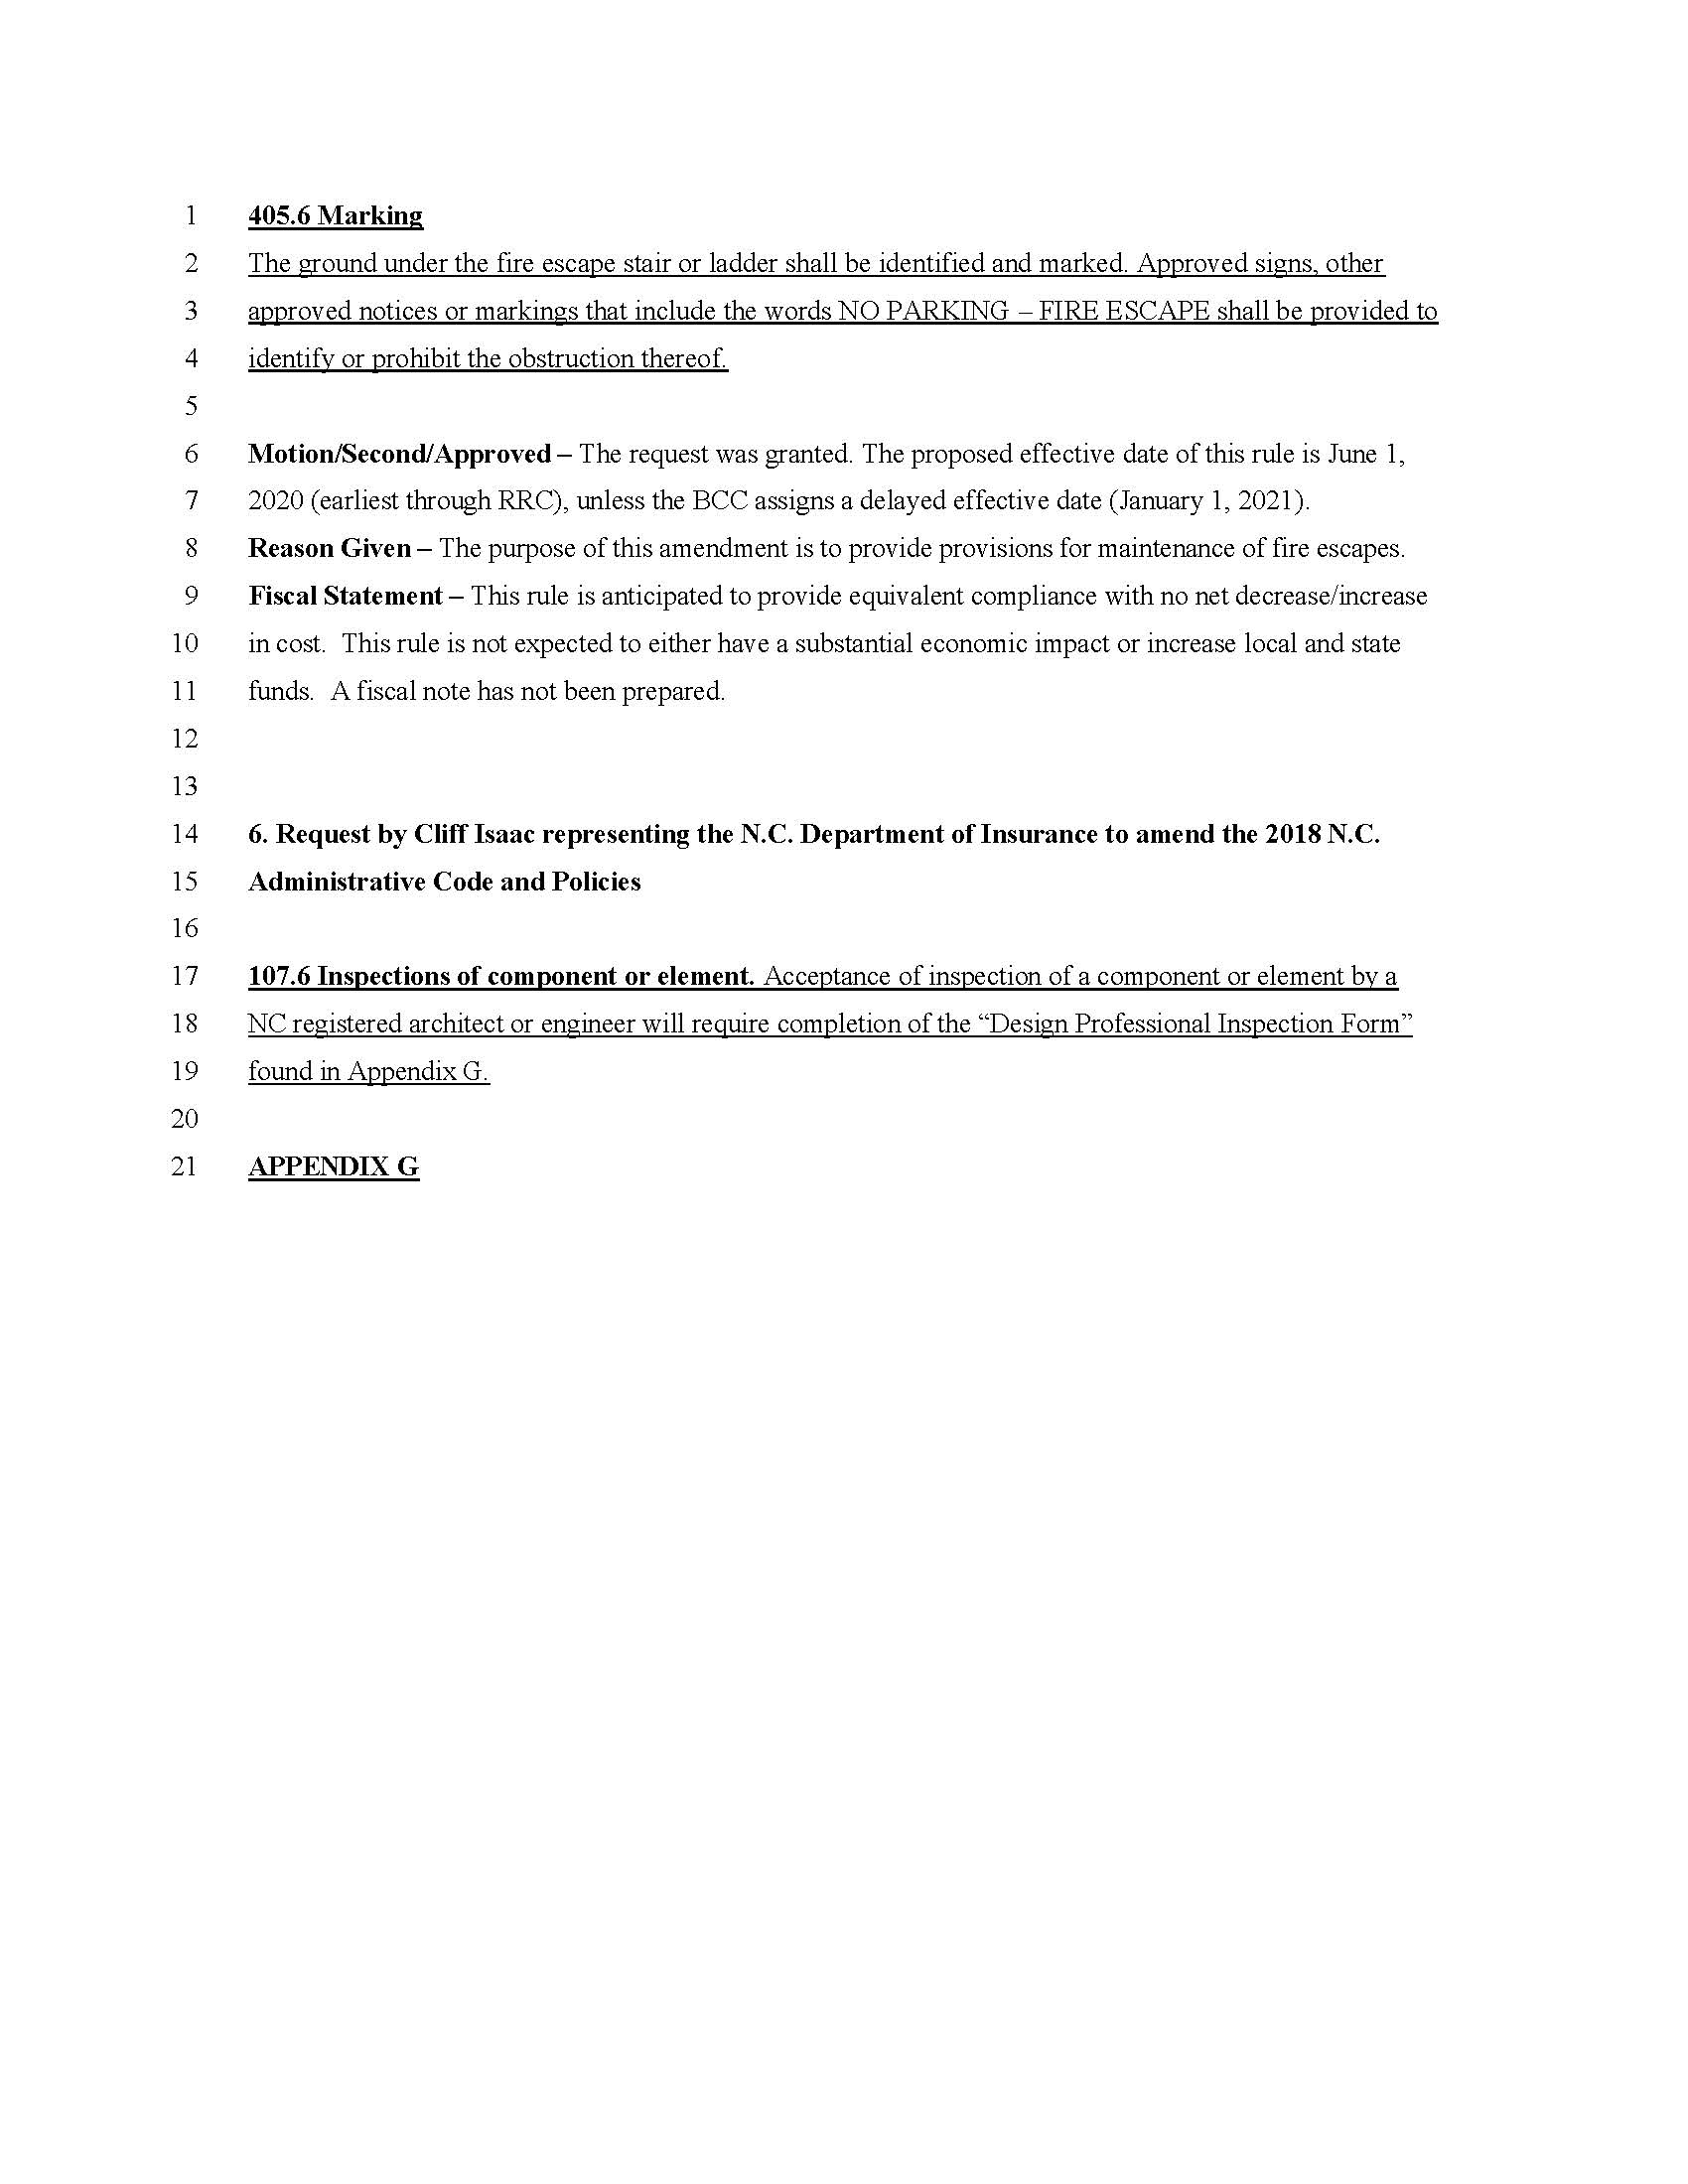 1 405.6 Marking
2 The ground under the fire escape stair or ladder shall be identified and marked. Approved signs, other
3 approved notices or markings that include the words NO PARKING – FIRE ESCAPE shall be provided to
4 identify or prohibit the obstruction thereof.
5
6 Motion/Second/Approved – The request was granted. The proposed effective date of this rule is June 1,
7 2020 (earliest through RRC), unless the BCC assigns a delayed effective date (January 1, 2021).
8 Reason Given – The purpose of this amendment is to provide provisions for maintenance of fire escapes.
9 Fiscal Statement – This rule is anticipated to provide equivalent compliance with no net decrease/increase
10 in cost.  This rule is not expected to either have a substantial economic impact or increase local and state
11 funds.  A fiscal note has not been prepared.
12
13
14 6. Request by Cliff Isaac representing the N.C. Department of Insurance to amend the 2018 N.C.
15 Administrative Code and Policies
16
17 107.6 Inspections of component or element. Acceptance of inspection of a component or element by a
18 NC registered architect or engineer will require completion of the “Design Professional Inspection Form”
19 found in Appendix G.
20
21 APPENDIX G